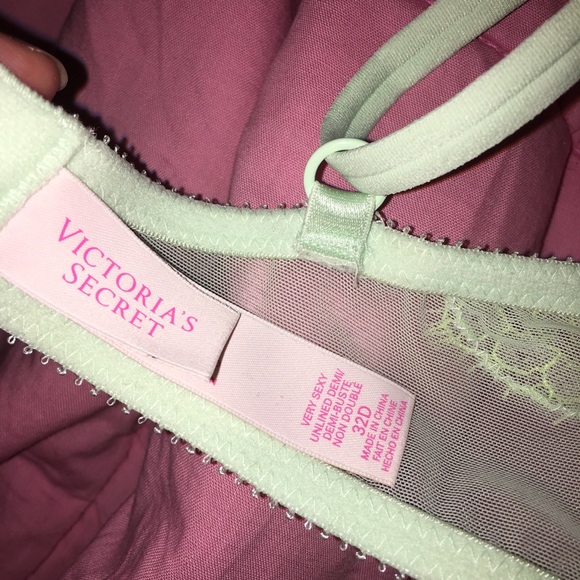 VICTORIA'S
SECRET
VERY SEXY
UNLINED DEMI/
DEMI-BUSTE
NON DOUBLÉ
32D
MADE IN CHINA
FAIT EN CHINE
HECHO EN CHINA